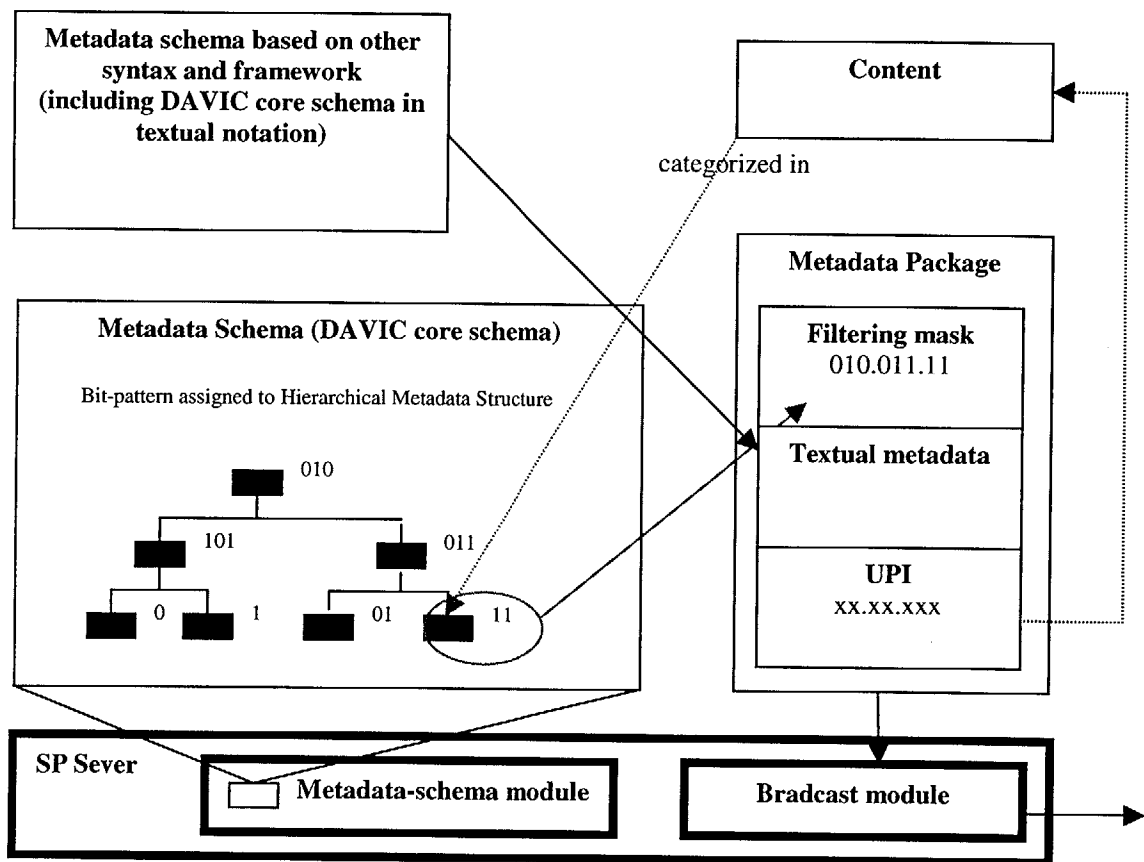 Metadata schema based on other
syntax and framework
(including DAVIC core schema in
textual notation)
Content
categorized in
Metadata Package
Filtering mask
010.011.11
Textual metadata
UPI
xx.xx.xxx
Metadata Schema (DAVIC core schema)
Bit-pattern assigned to Hierarchical Metadata Structure
010
101
011
0
1
01
11
SP Sever
Metadata-schema module
Bradcast module